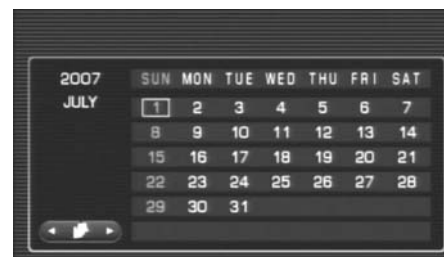 2007 SUN MON TUE WED THU FRI SAT
JULY 1 2 3 4 5 6 7
8 9 10 11 12 13 14
15 16 17 18 19 20 21
22 23 24 25 26 27 28
29 30 31